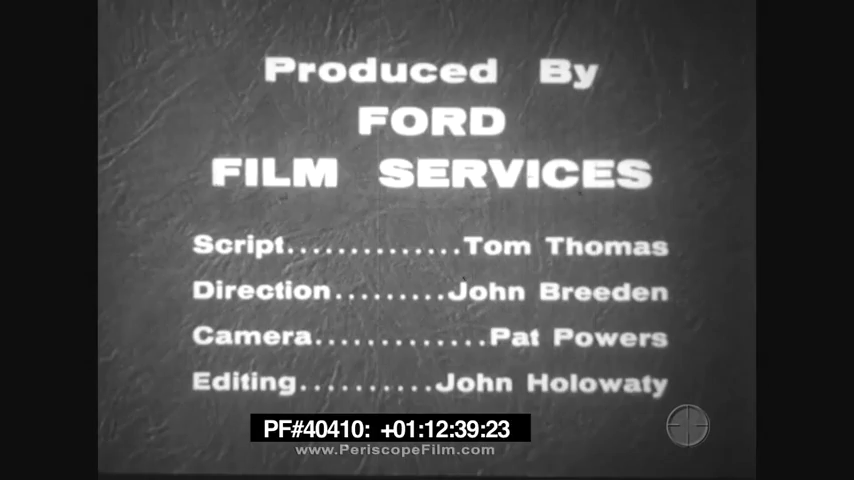 Produced By
FORD
FILM SERVICES
Script..............Tom Thomas
Direction.........John Breeden
Camera.............Pat Powers
Editing..........John Holowaty
PF#40410: +01:12:39:23
www.PeriscopeFilm.com